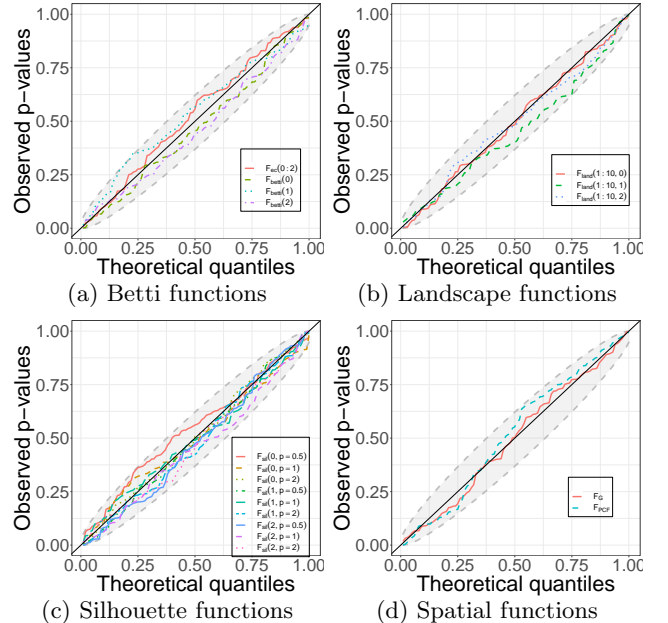 Observed p−values
1.00
0.75
0.50
0.25
0.00
F_ec(0 : 2)
F_betti(0)
F_betti(1)
F_betti(2)
0.00 0.25 0.50 0.75 1.00
Theoretical quantiles
(a) Betti functions
Observed p−values
1.00
0.75
0.50
0.25
0.00
F_land(1 : 10, 0)
F_land(1 : 10, 1)
F_land(1 : 10, 2)
0.00 0.25 0.50 0.75 1.00
Theoretical quantiles
(b) Landscape functions
Observed p−values
1.00
0.75
0.50
0.25
0.00
F_sil(0, p = 0.5)
F_sil(0, p = 1)
F_sil(0, p = 2)
F_sil(1, p = 0.5)
F_sil(1, p = 1)
F_sil(1, p = 2)
F_sil(2, p = 0.5)
F_sil(2, p = 1)
F_sil(2, p = 2)
0.00 0.25 0.50 0.75 1.00
Theoretical quantiles
(c) Silhouette functions
Observed p−values
1.00
0.75
0.50
0.25
0.00
F_G
F_PCF
0.00 0.25 0.50 0.75 1.00
Theoretical quantiles
(d) Spatial functions